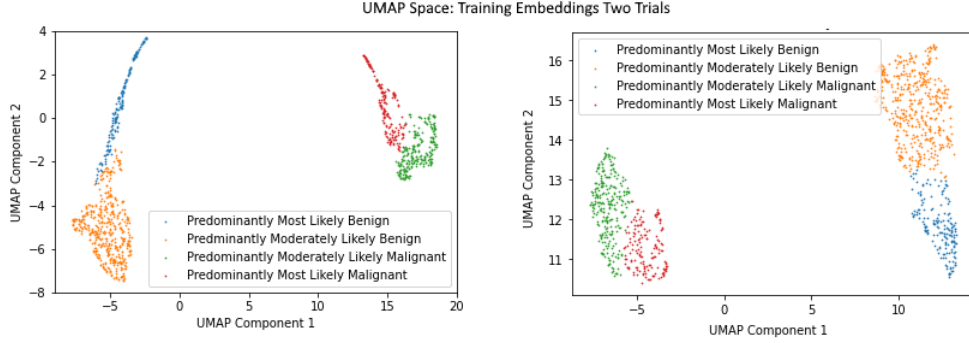 UMAP Space: Training Embeddings Two Trials
4
2
0
−2
−4
−6
−8
UMAP Component 2
Predominantly Most Likely Benign
Predminantly Moderately Likely Benign
Predominantly Moderately Likely Malignant
Predominantly Most Likely Malignant
−5
0
5
10
15
20
UMAP Component 1
16
15
14
13
12
11
UMAP Component 2
Predominantly Most Likely Benign
Predominantly Moderately Likely Benign
Predominantly Moderately Likely Malignant
Predominantly Most Likely Malignant
−5
0
5
10
UMAP Component 1